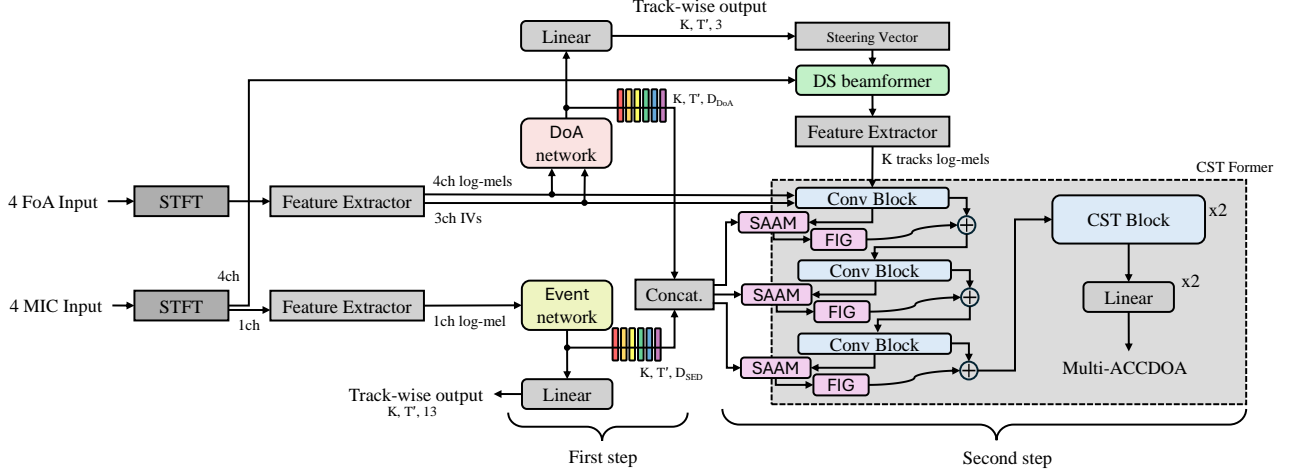 Track-wise output
K, T′, 3
Linear
Steering Vector
DS beamformer
K, T′, D_DoA
DoA
network
Feature Extractor
K tracks log-mels
CST Former
4ch log-mels
4 FoA Input
STFT
Feature Extractor
3ch IVs
Conv Block
SAAM
FIG
CST Block
x2
4ch
4 MIC Input
STFT
1ch
Feature Extractor
1ch log-mel
Event
network
Concat.
Conv Block
SAAM
FIG
Linear
x2
Conv Block
SAAM
FIG
Multi-ACCDOA
K, T′, D_SED
Track-wise output
K, T′, 13
Linear
First step
Second step